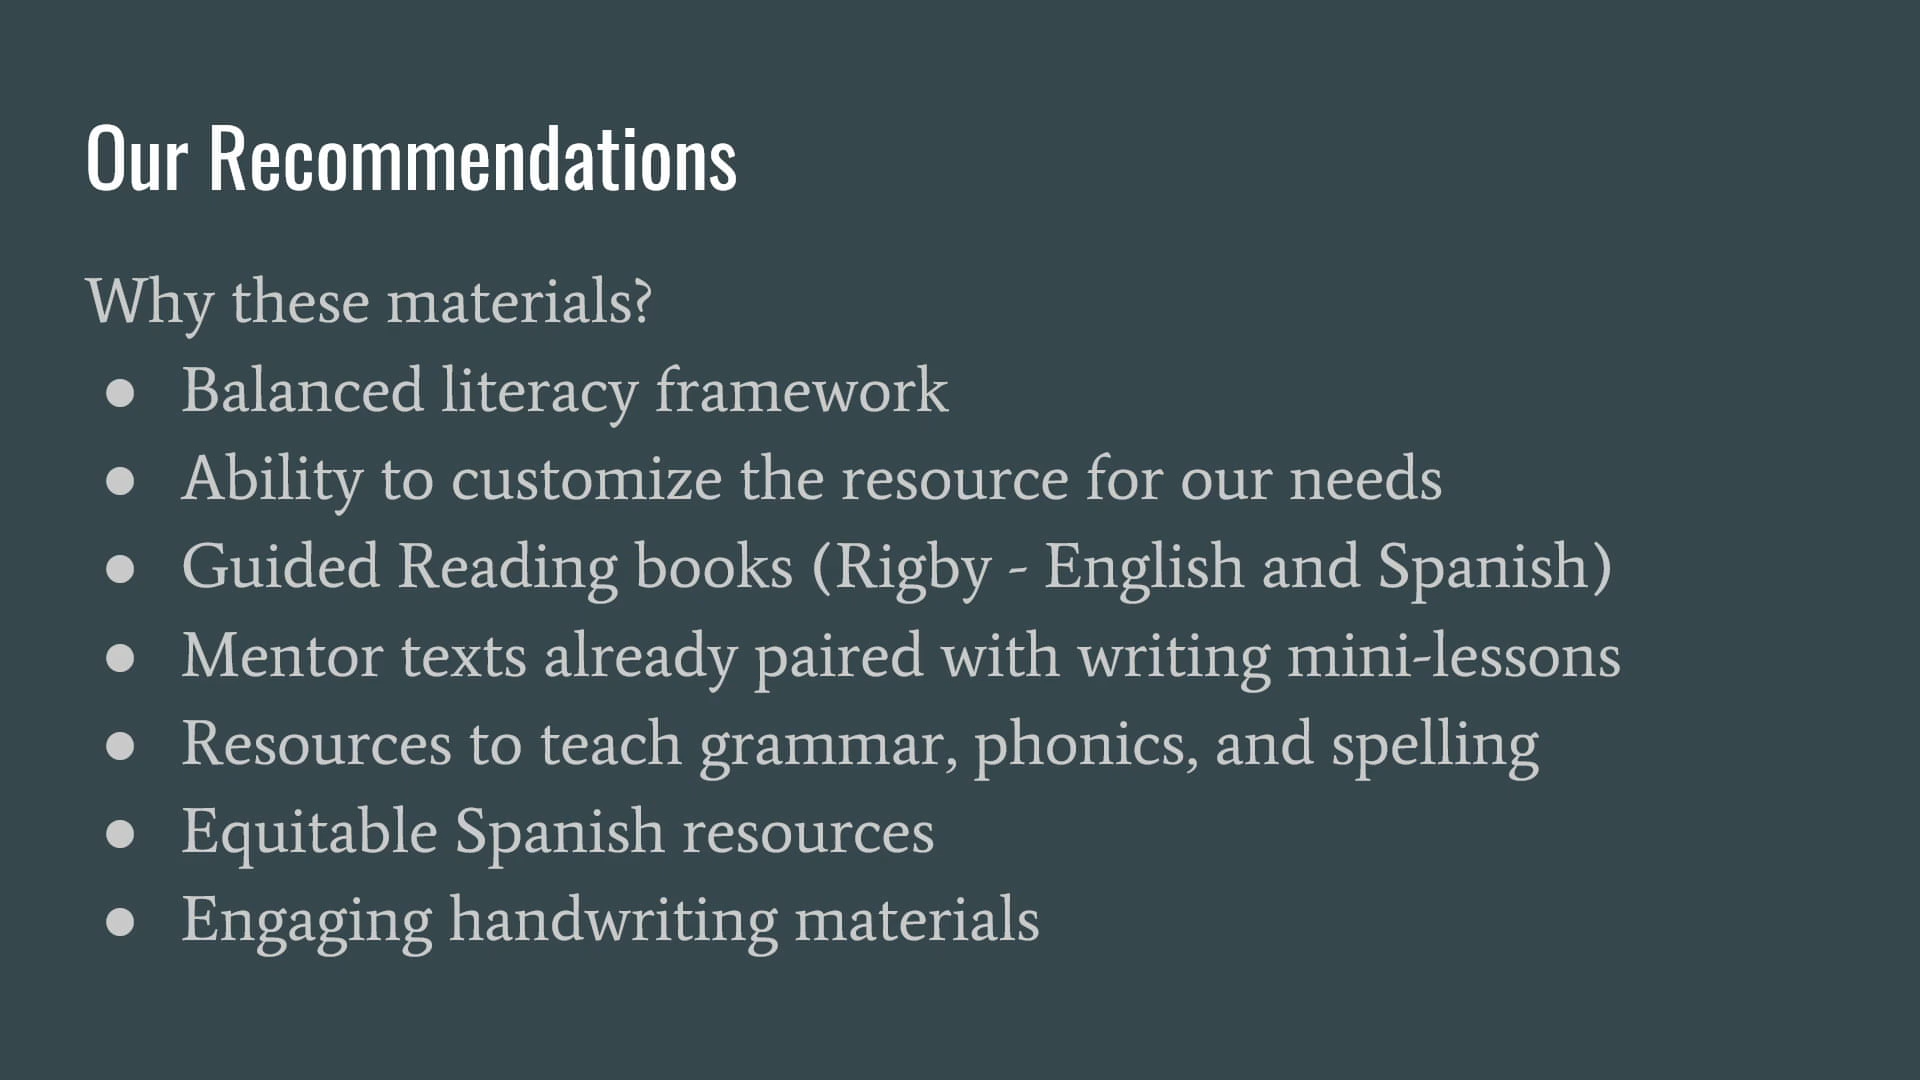 Our Recommendations
Why these materials?
● Balanced literacy framework
● Ability to customize the resource for our needs
● Guided Reading books (Rigby - English and Spanish)
● Mentor texts already paired with writing mini-lessons
● Resources to teach grammar, phonics, and spelling
● Equitable Spanish resources
● Engaging handwriting materials